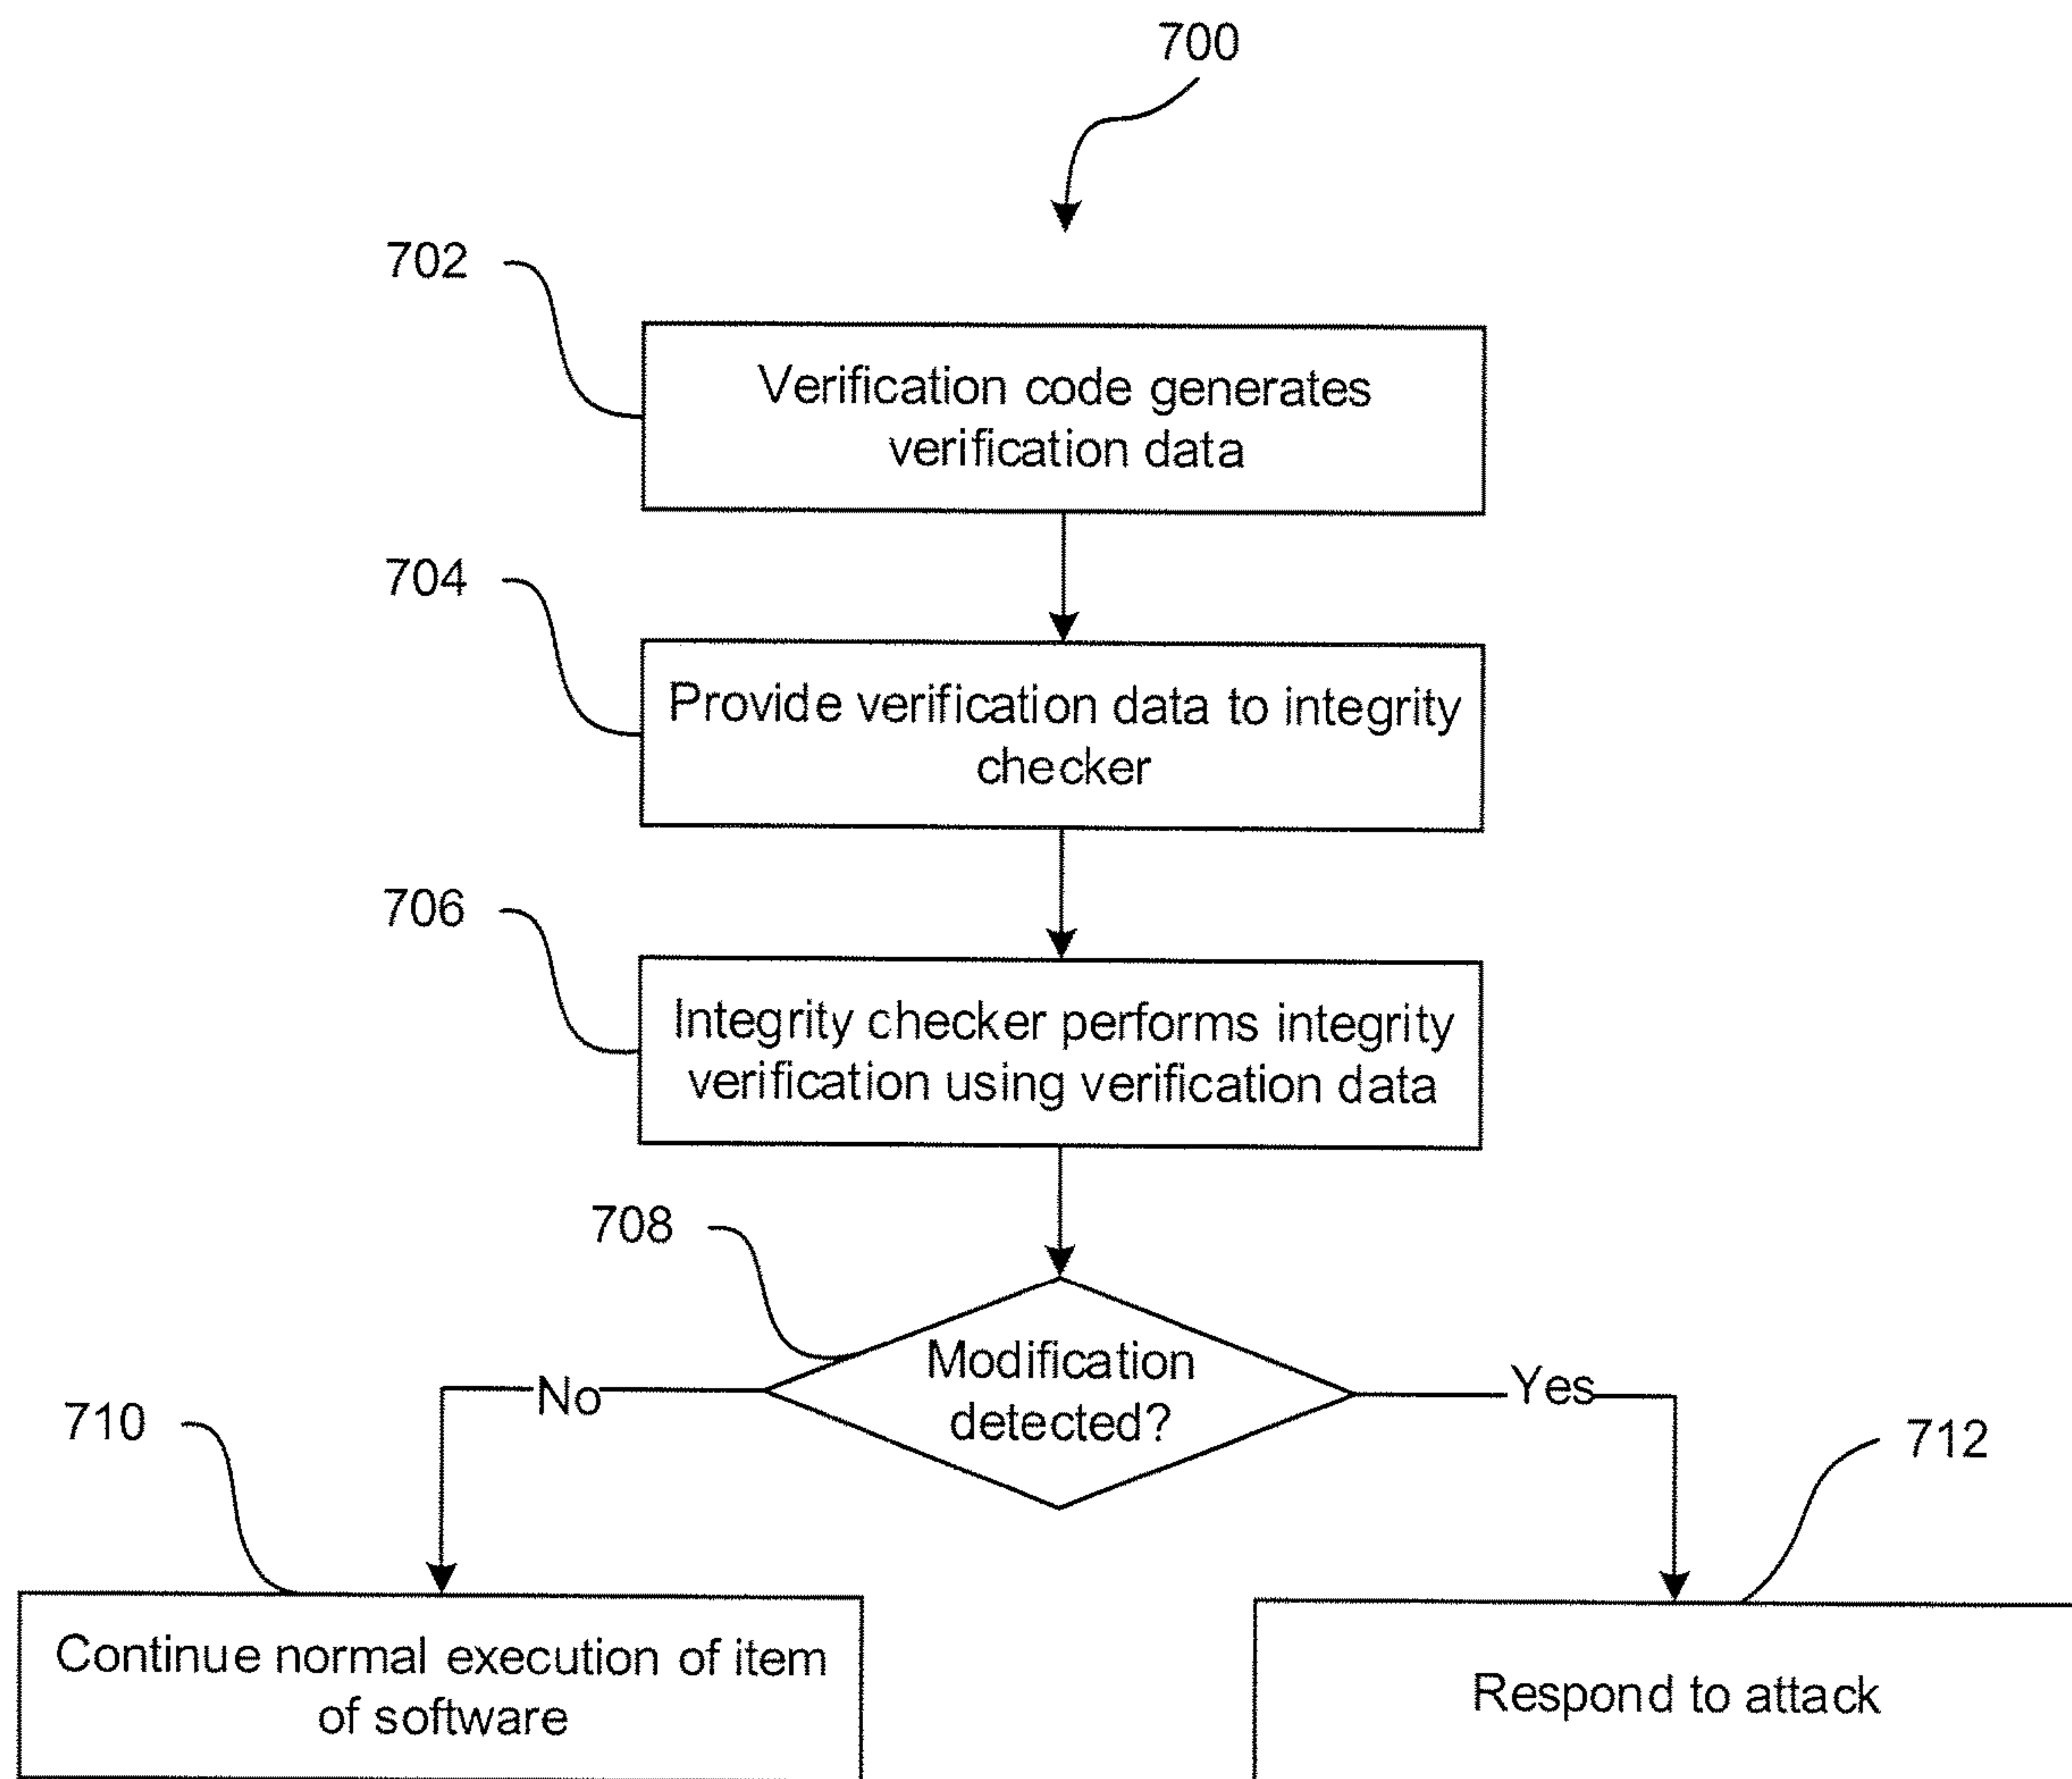 700
702
Verification code generates
verification data
704
Provide verification data to integrity
checker
706
Integrity checker performs integrity
verification using verification data
708
Modification
detected?
No
Yes
710
712
Continue normal execution of item
of software
Respond to attack